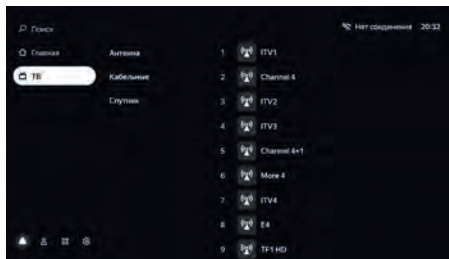 Поиск
Нет соединения 20:32
Главная
ТВ
Антенна
Кабельные
Спутник
1 ITV1
2 Channel 4
3 ITV2
4 ITV3
5 Channel 4+1
6 More 4
7 ITV4
8 E4
9 TF1 HD